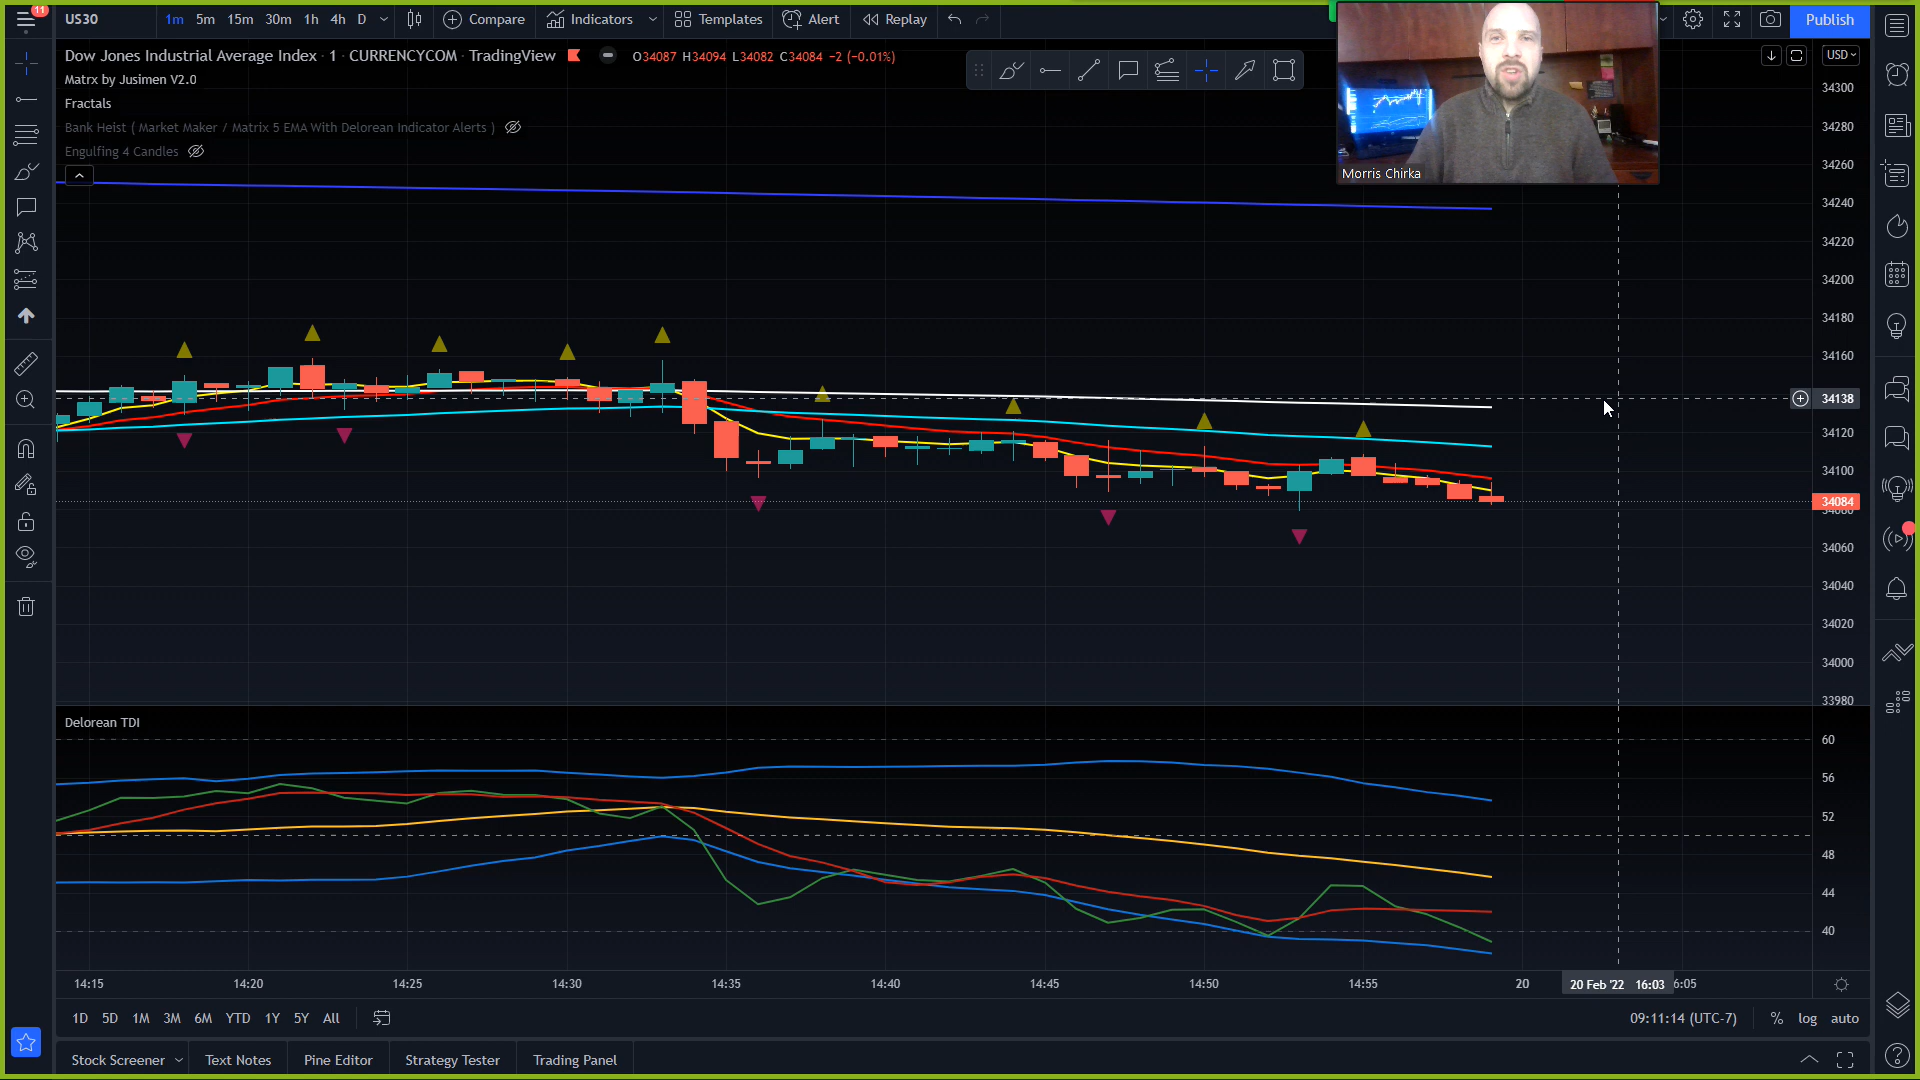 11
US30
1m 5m 15m 30m 1h 4h D
Compare
Indicators
Templates
Alert
Replay
Publish
Dow Jones Industrial Average Index · 1 · CURRENCYCOM · TradingView
O34087 H34094 L34082 C34084 -2 (-0.01%)
USD
Matrx by Jusimen V2.0
Fractals
Bank Heist ( Market Maker / Matrix 5 EMA With Delorean Indicator Alerts )
Engulfing 4 Candles
Morris Chirka
34300
34280
34260
34240
34220
34200
34180
34160
34138
34120
34100
34084
34080
34060
34040
34020
34000
33980
Delorean TDI
60
56
52
48
44
40
14:15 14:20 14:25 14:30 14:35 14:40 14:45 14:50 14:55 20 20 Feb '22 16:03 6:05
1D 5D 1M 3M 6M YTD 1Y 5Y All
09:11:14 (UTC-7) % log auto
Stock Screener Text Notes Pine Editor Strategy Tester Trading Panel